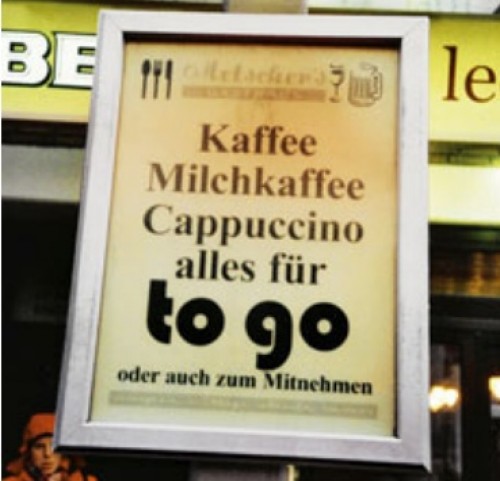 BE
le
Kaffee
Milchkaffee
Cappuccino
alles für
to go
oder auch zum Mitnehmen